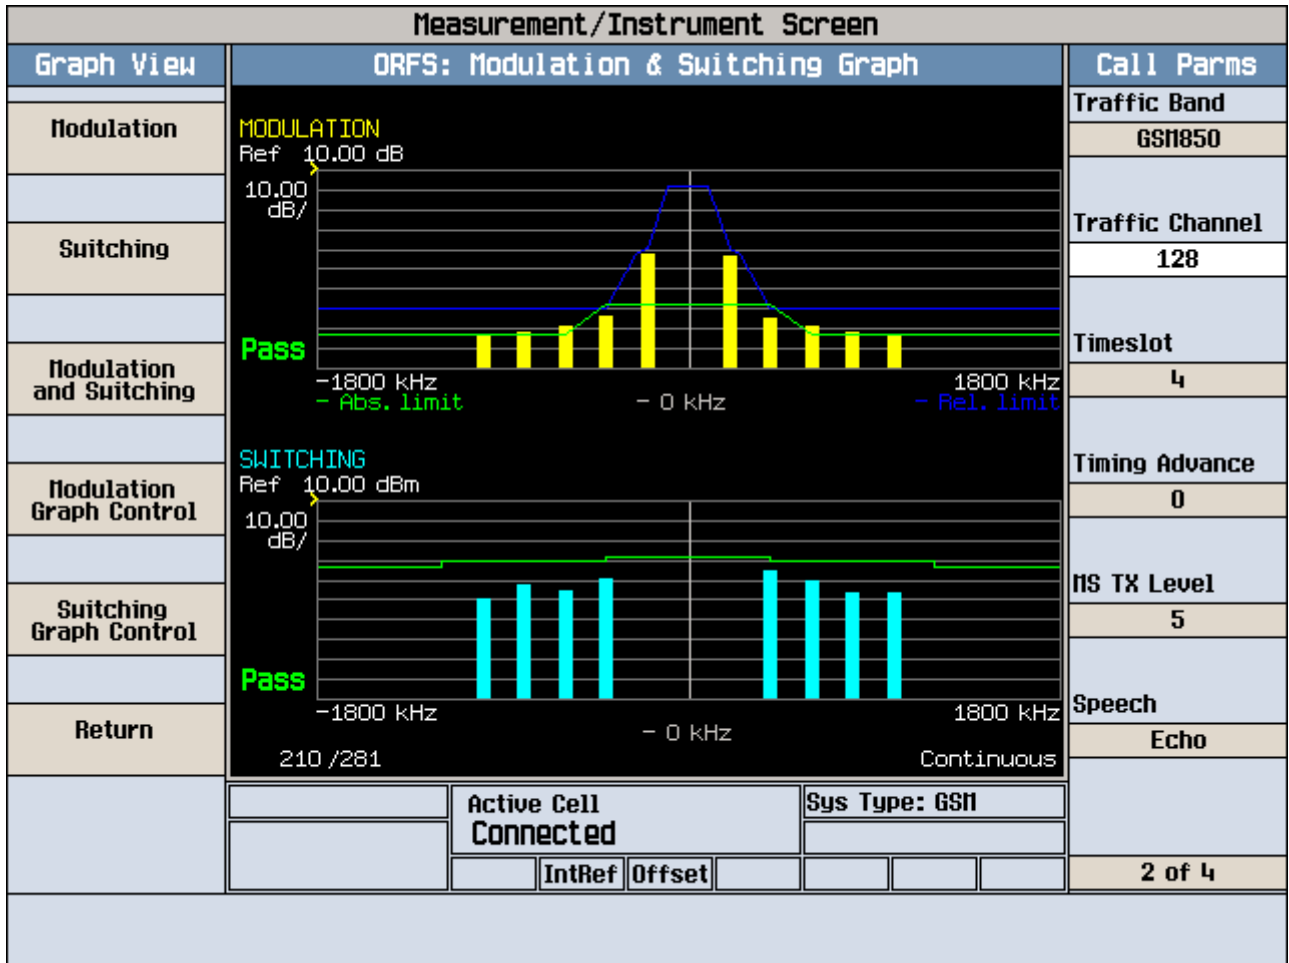 Measurement/Instrument Screen
Graph View
Modulation
Switching
Modulation
and Switching
Modulation
Graph Control
Switching
Graph Control
Return
ORFS: Modulation & Switching Graph
MODULATION
Ref 10.00 dB
10.00
dB/
Pass
-1800 kHz
1800 kHz
- Abs. limit
- 0 kHz
- Rel. limit
SWITCHING
Ref 10.00 dBm
10.00
dB/
Pass
-1800 kHz
1800 kHz
- 0 kHz
210 /281
Continuous
Active Cell
Connected
Sys Type: GSM
IntRef
Offset
Call Parms
Traffic Band
GSM850
Traffic Channel
128
Timeslot
4
Timing Advance
0
MS TX Level
5
Speech
Echo
2 of 4